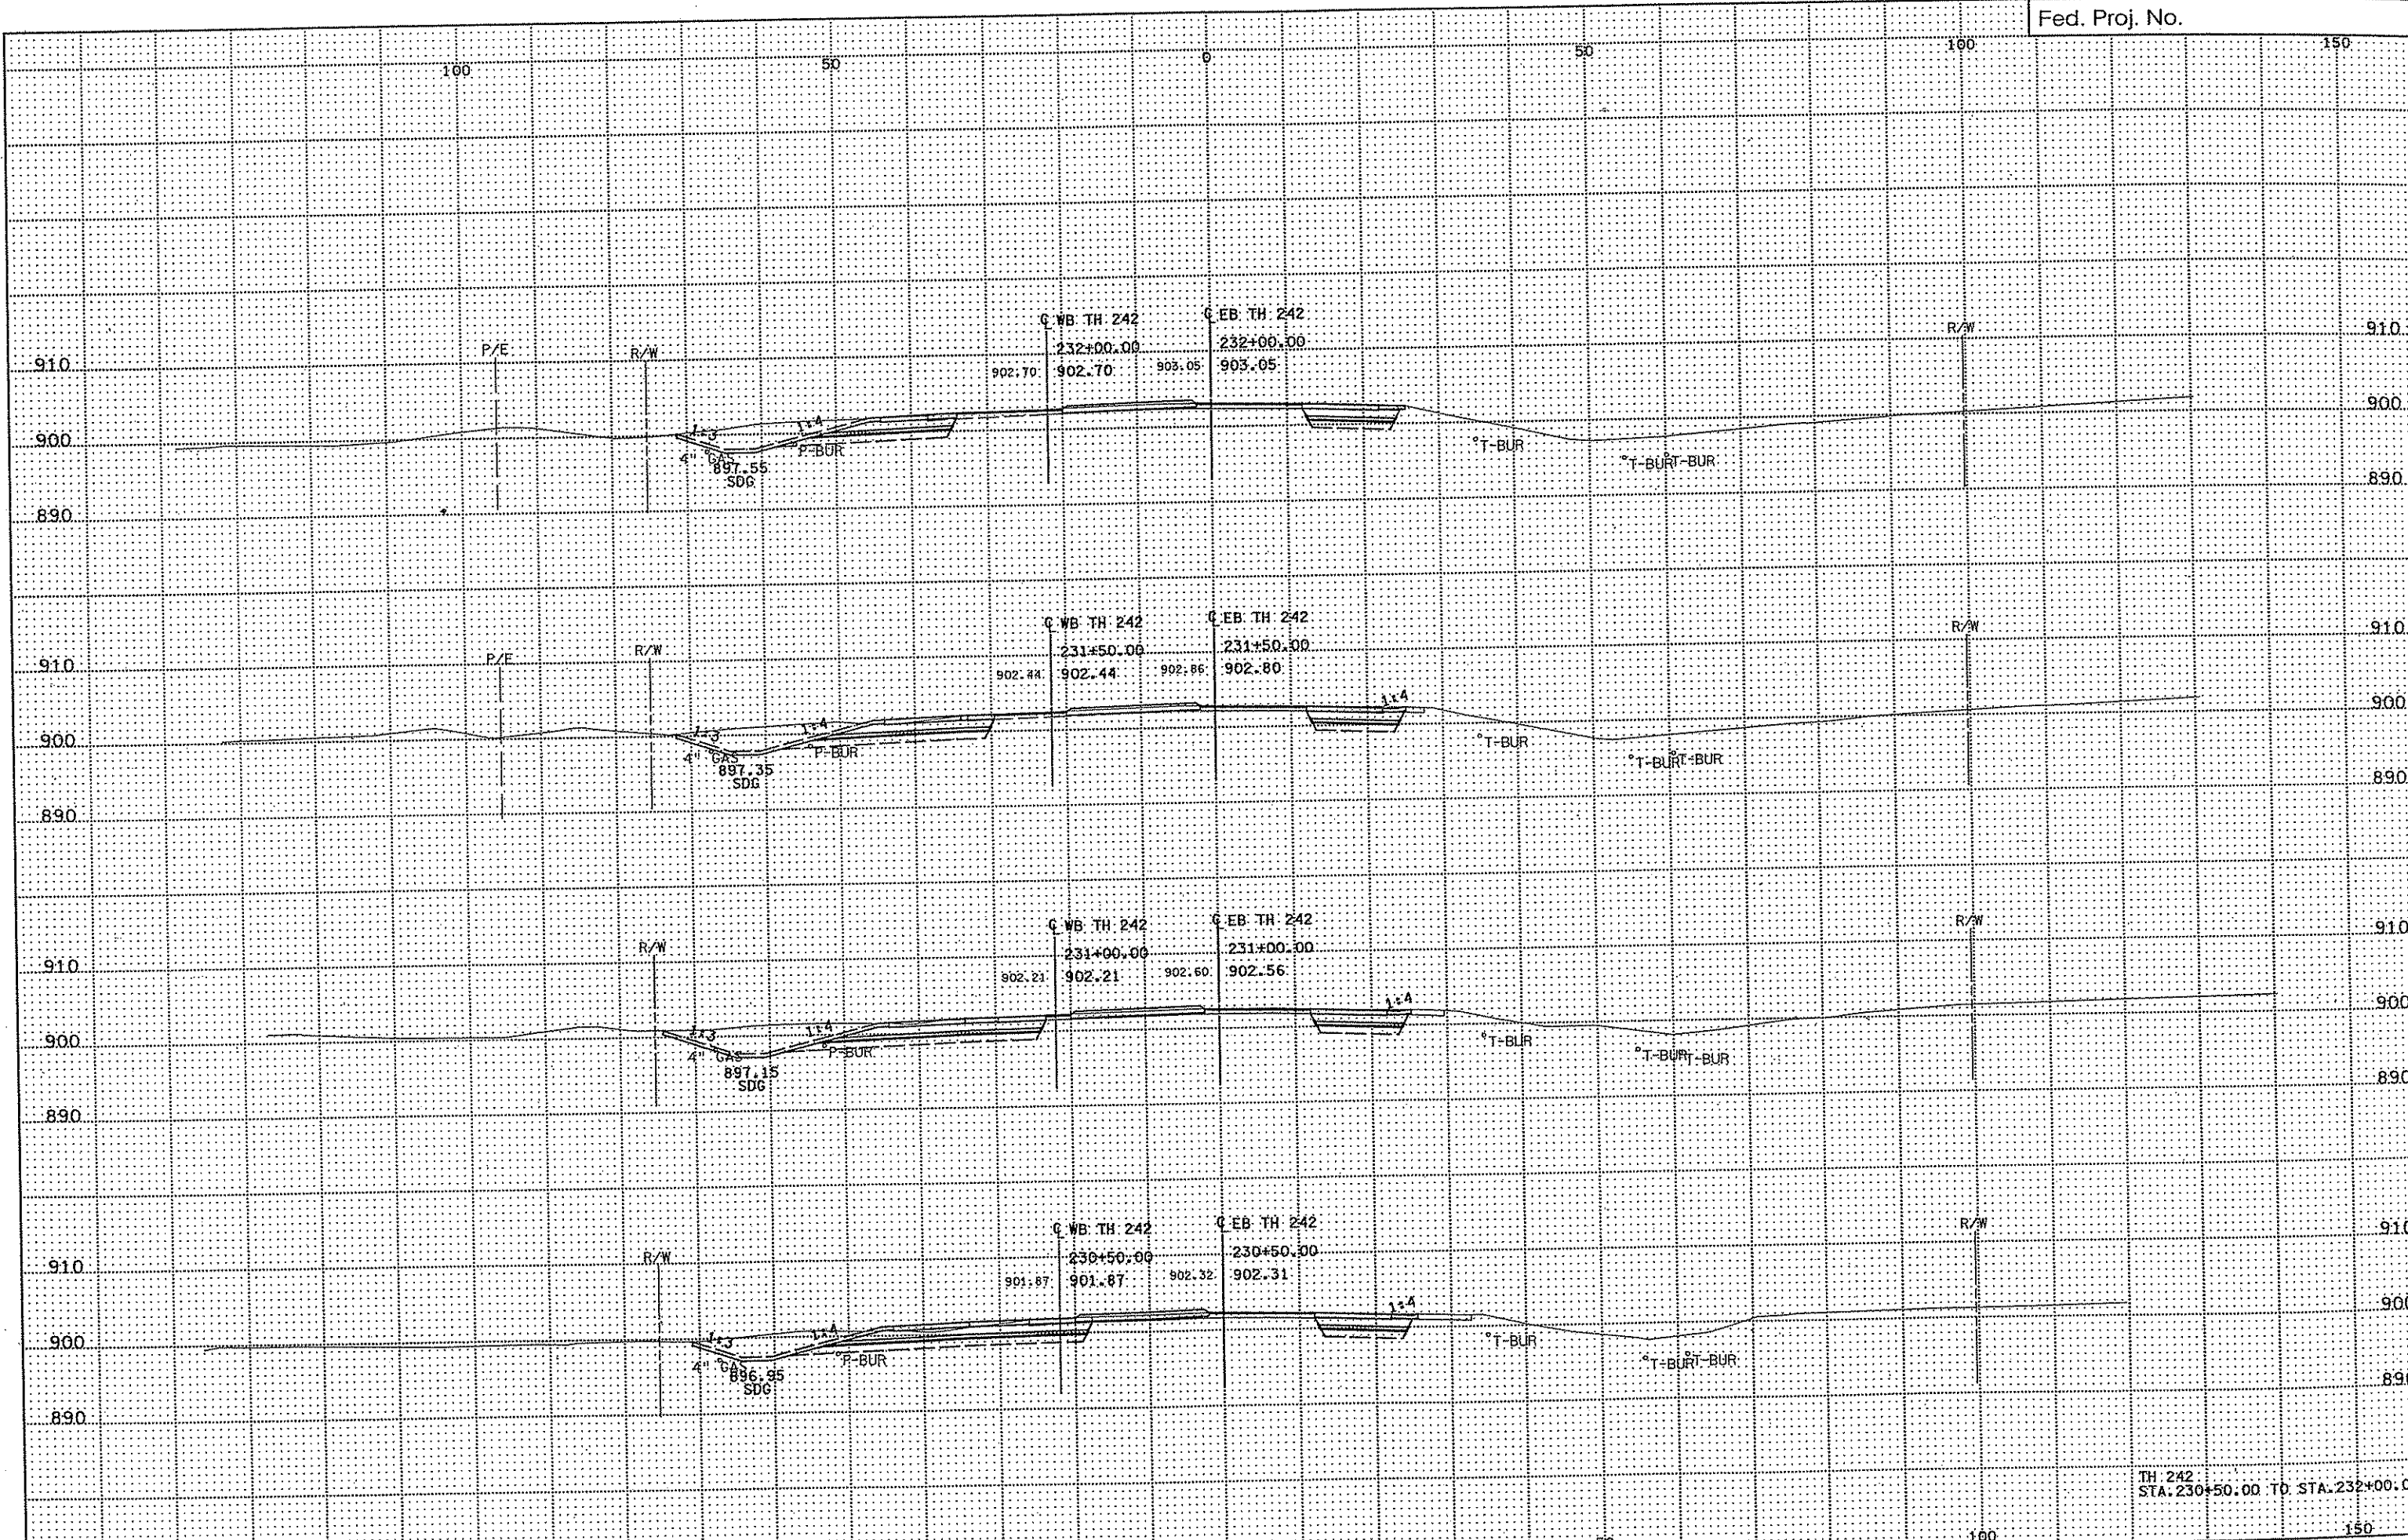 Fed. Proj. No.
100 50 0 50 100 150
℄ WB TH 242 ℄ EB TH 242
232+00.00 232+00.00
P/E R/W R/W
902.70 902.70 903.05 903.05
910 910
1:3 1:4
900 900
4" GAS P-BUR T-BUR T-BUR T-BUR
897.55
SDG
890 890
℄ WB TH 242 ℄ EB TH 242
231+50.00 231+50.00
P/E R/W R/W
902.44 902.44 902.86 902.80
910 910
1:3 1:4 1:4
900 900
4" GAS P-BUR T-BUR T-BUR T-BUR
897.35
SDG
890 890
℄ WB TH 242 ℄ EB TH 242
231+00.00 231+00.00
R/W R/W
902.21 902.21 902.60 902.56
910 910
1:3 1:4 1:4
900 900
4" GAS P-BUR T-BUR T-BUR T-BUR
897.15
SDG
890 890
℄ WB TH 242 ℄ EB TH 242
230+50.00 230+50.00
R/W R/W
901.87 901.87 902.32 902.31
910 910
1:3 1:4 1:4
900 900
4" GAS P-BUR T-BUR T-BUR T-BUR
896.95
SDG
890 890
TH 242
STA.230+50.00 TO STA.232+00.0
100 150